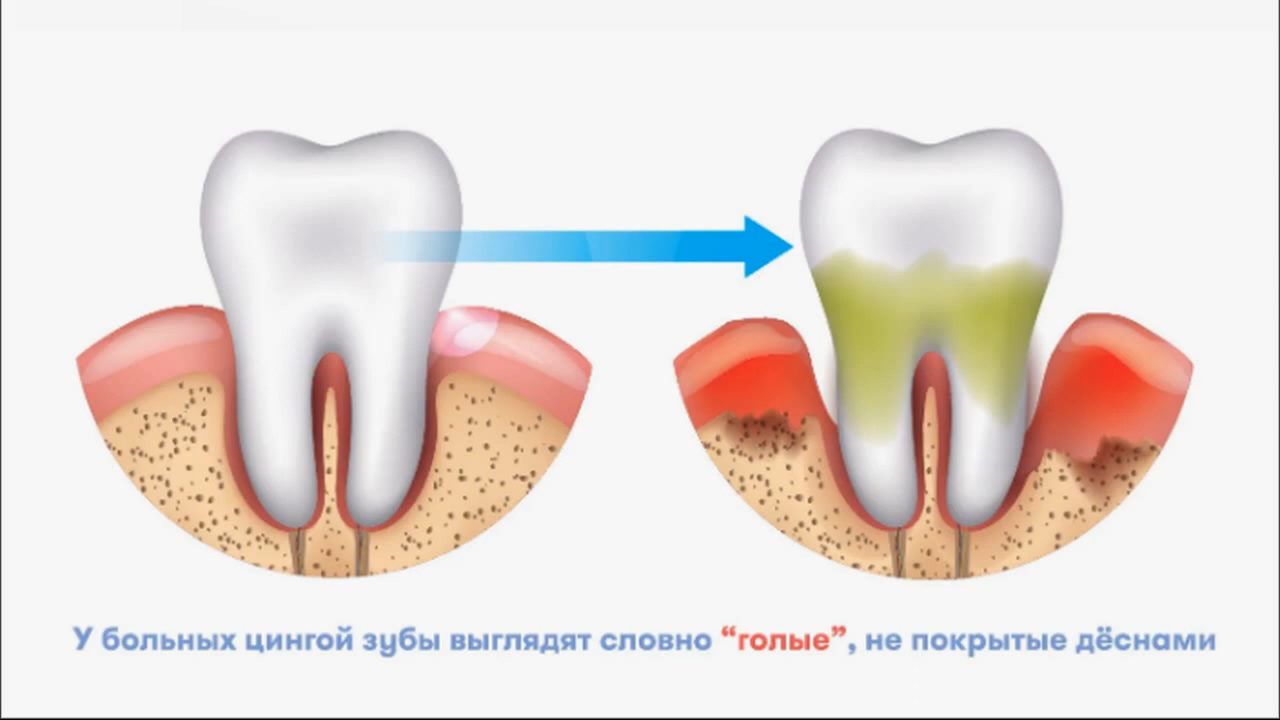 У больных цингой зубы выглядят словно “голые”, не покрытые дёснами